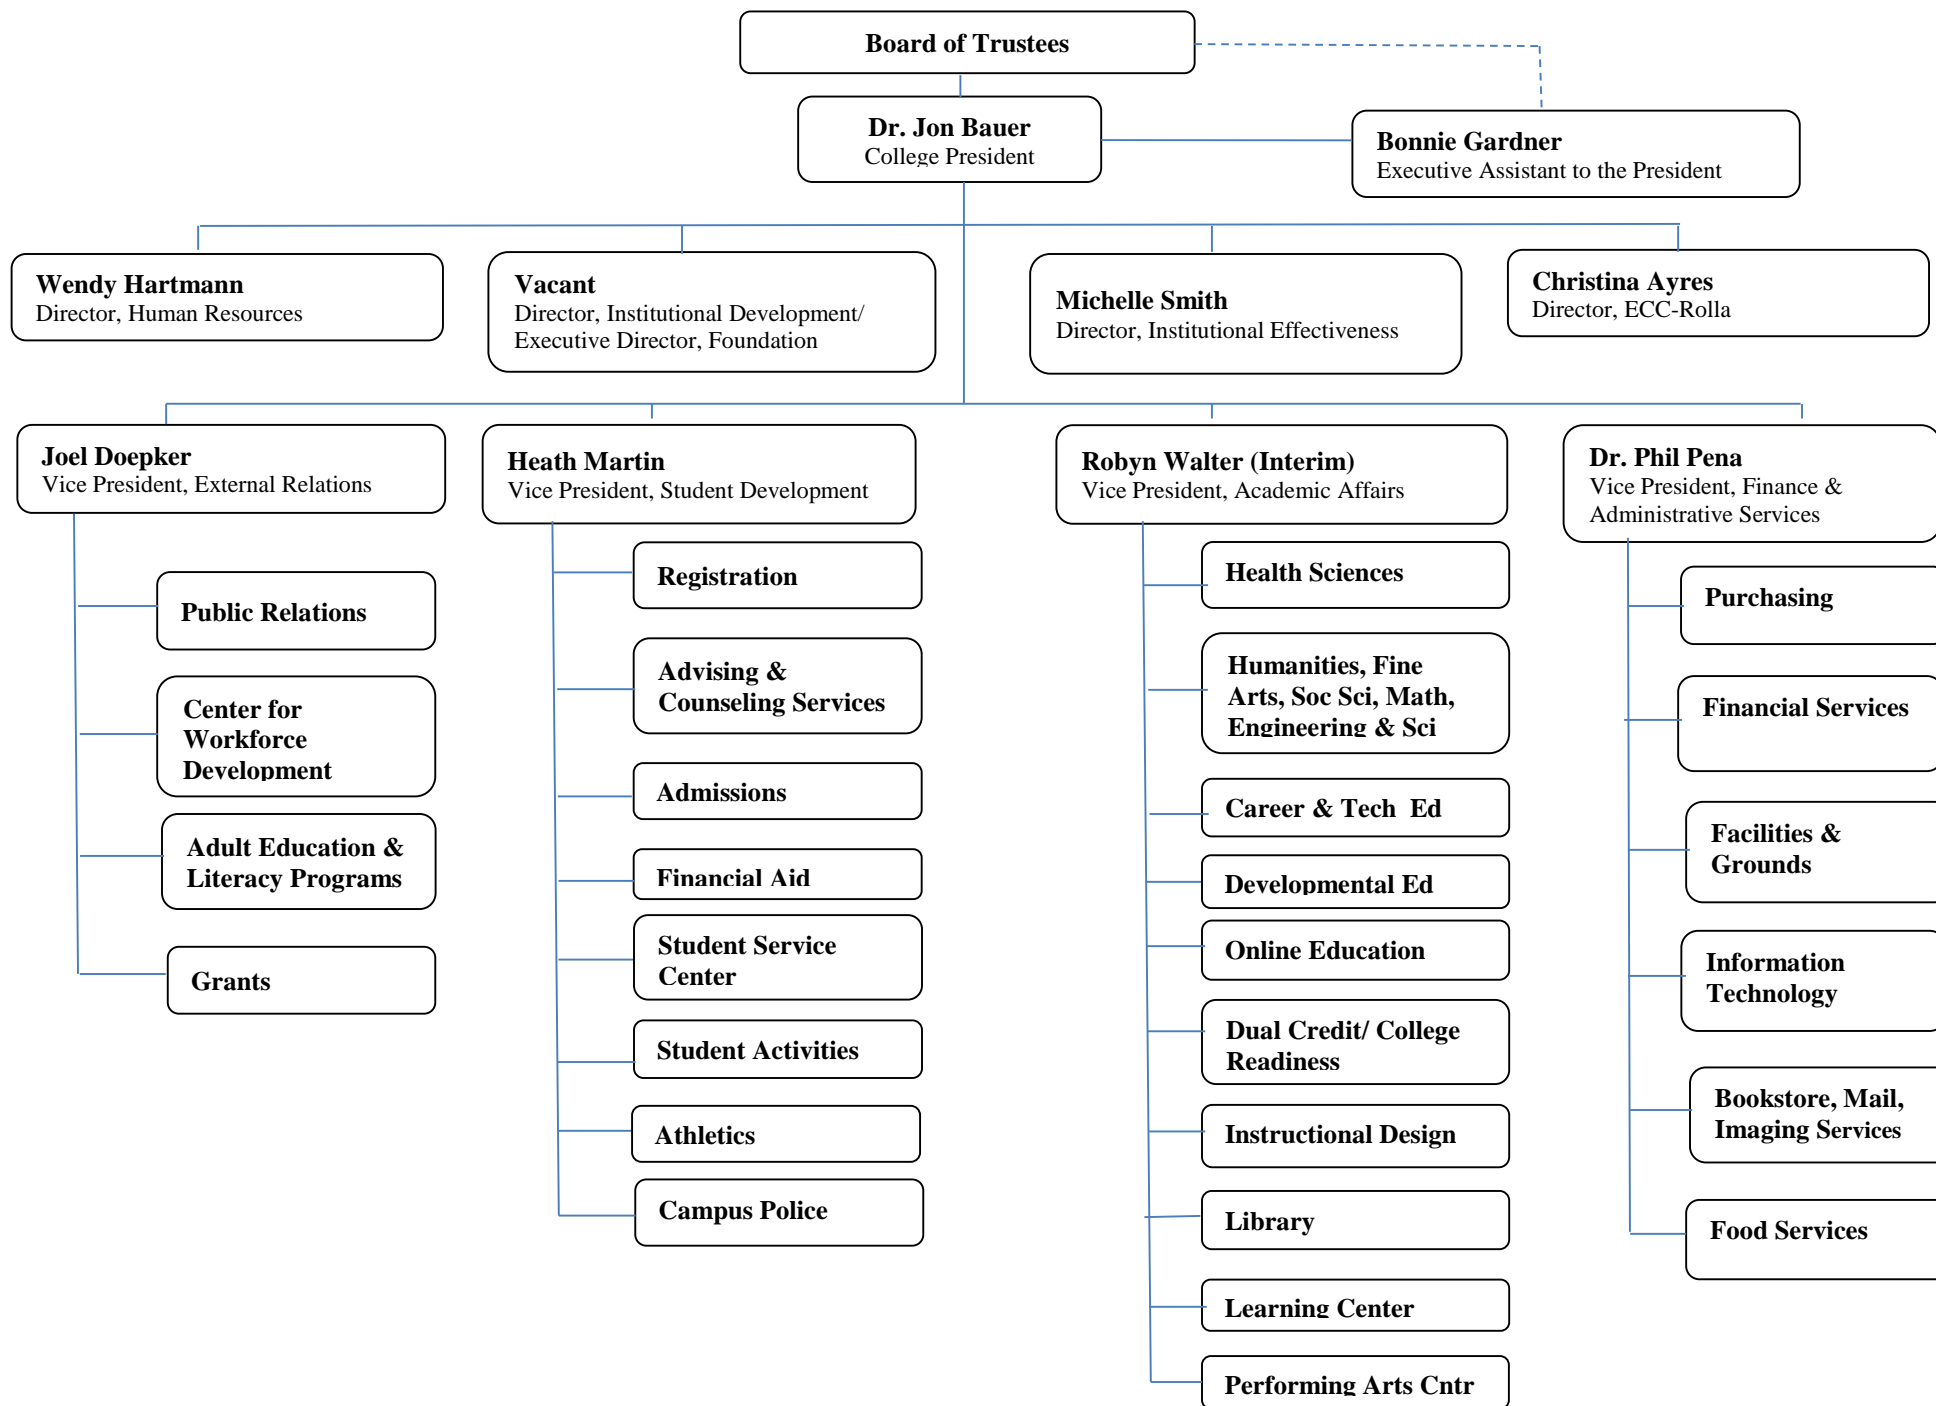 Board of Trustees
Dr. Jon Bauer
College President
Bonnie Gardner
Executive Assistant to the President
Wendy Hartmann
Director, Human Resources
Vacant
Director, Institutional Development/
Executive Director, Foundation
Michelle Smith
Director, Institutional Effectiveness
Christina Ayres
Director, ECC-Rolla
Joel Doepker
Vice President, External Relations
Public Relations
Center for
Workforce
Development
Adult Education &
Literacy Programs
Grants
Heath Martin
Vice President, Student Development
Registration
Advising &
Counseling Services
Admissions
Financial Aid
Student Service
Center
Student Activities
Athletics
Campus Police
Robyn Walter (Interim)
Vice President, Academic Affairs
Health Sciences
Humanities, Fine
Arts, Soc Sci, Math,
Engineering & Sci
Career & Tech  Ed
Developmental Ed
Online Education
Dual Credit/ College
Readiness
Instructional Design
Library
Learning Center
Performing Arts Cntr
Dr. Phil Pena
Vice President, Finance &
Administrative Services
Purchasing
Financial Services
Facilities &
Grounds
Information
Technology
Bookstore, Mail,
Imaging Services
Food Services